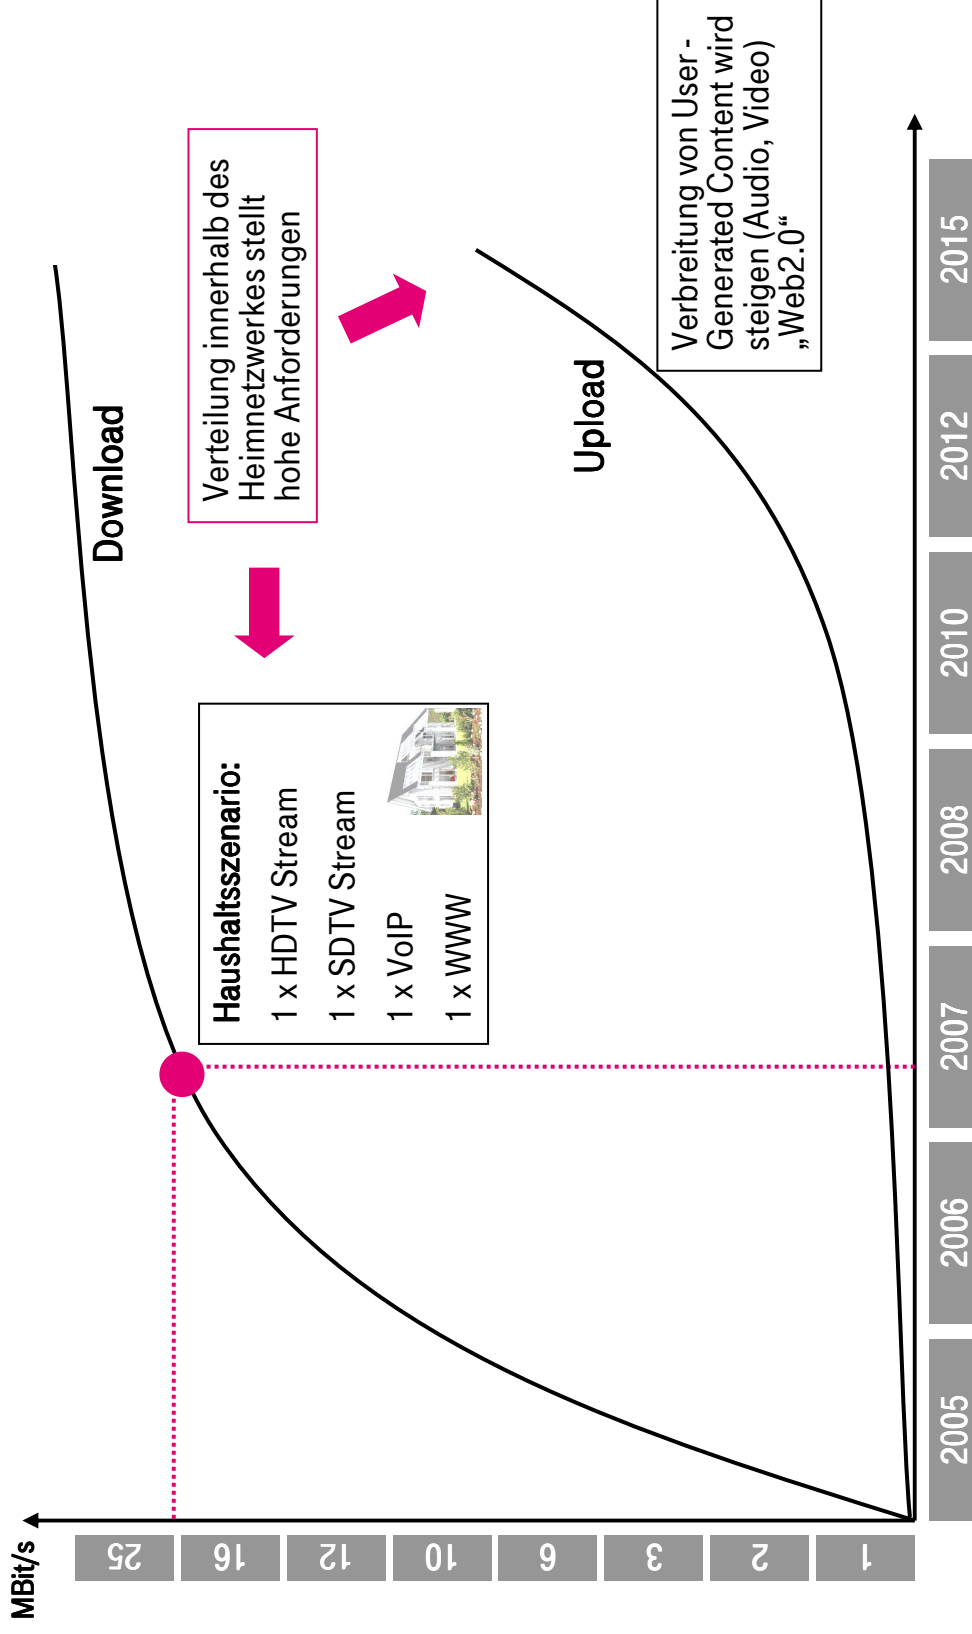 MBit/s
25
16
12
10
6
3
2
1
Download
Verteilung innerhalb des
Heimnetzwerkes stellt
hohe Anforderungen
Haushaltsszenario:
1 x HDTV Stream
1 x SDTV Stream
1 x VoIP
1 x WWW
Upload
Verbreitung von User -
Generated Content wird
steigen (Audio, Video)
„Web2.0“
2005
2006
2007
2008
2010
2012
2015